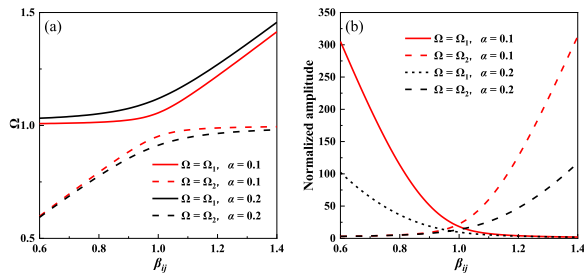 (a)
1.5
1.0
0.5
Ω
0.6 0.8 1.0 1.2 1.4
βij
Ω = Ω1, α = 0.1
Ω = Ω2, α = 0.1
Ω = Ω1, α = 0.2
Ω = Ω2, α = 0.2
(b)
350
300
250
200
150
100
50
0
Normalized amplitude
0.6 0.8 1.0 1.2 1.4
βij
Ω = Ω1, α = 0.1
Ω = Ω2, α = 0.1
Ω = Ω1, α = 0.2
Ω = Ω2, α = 0.2